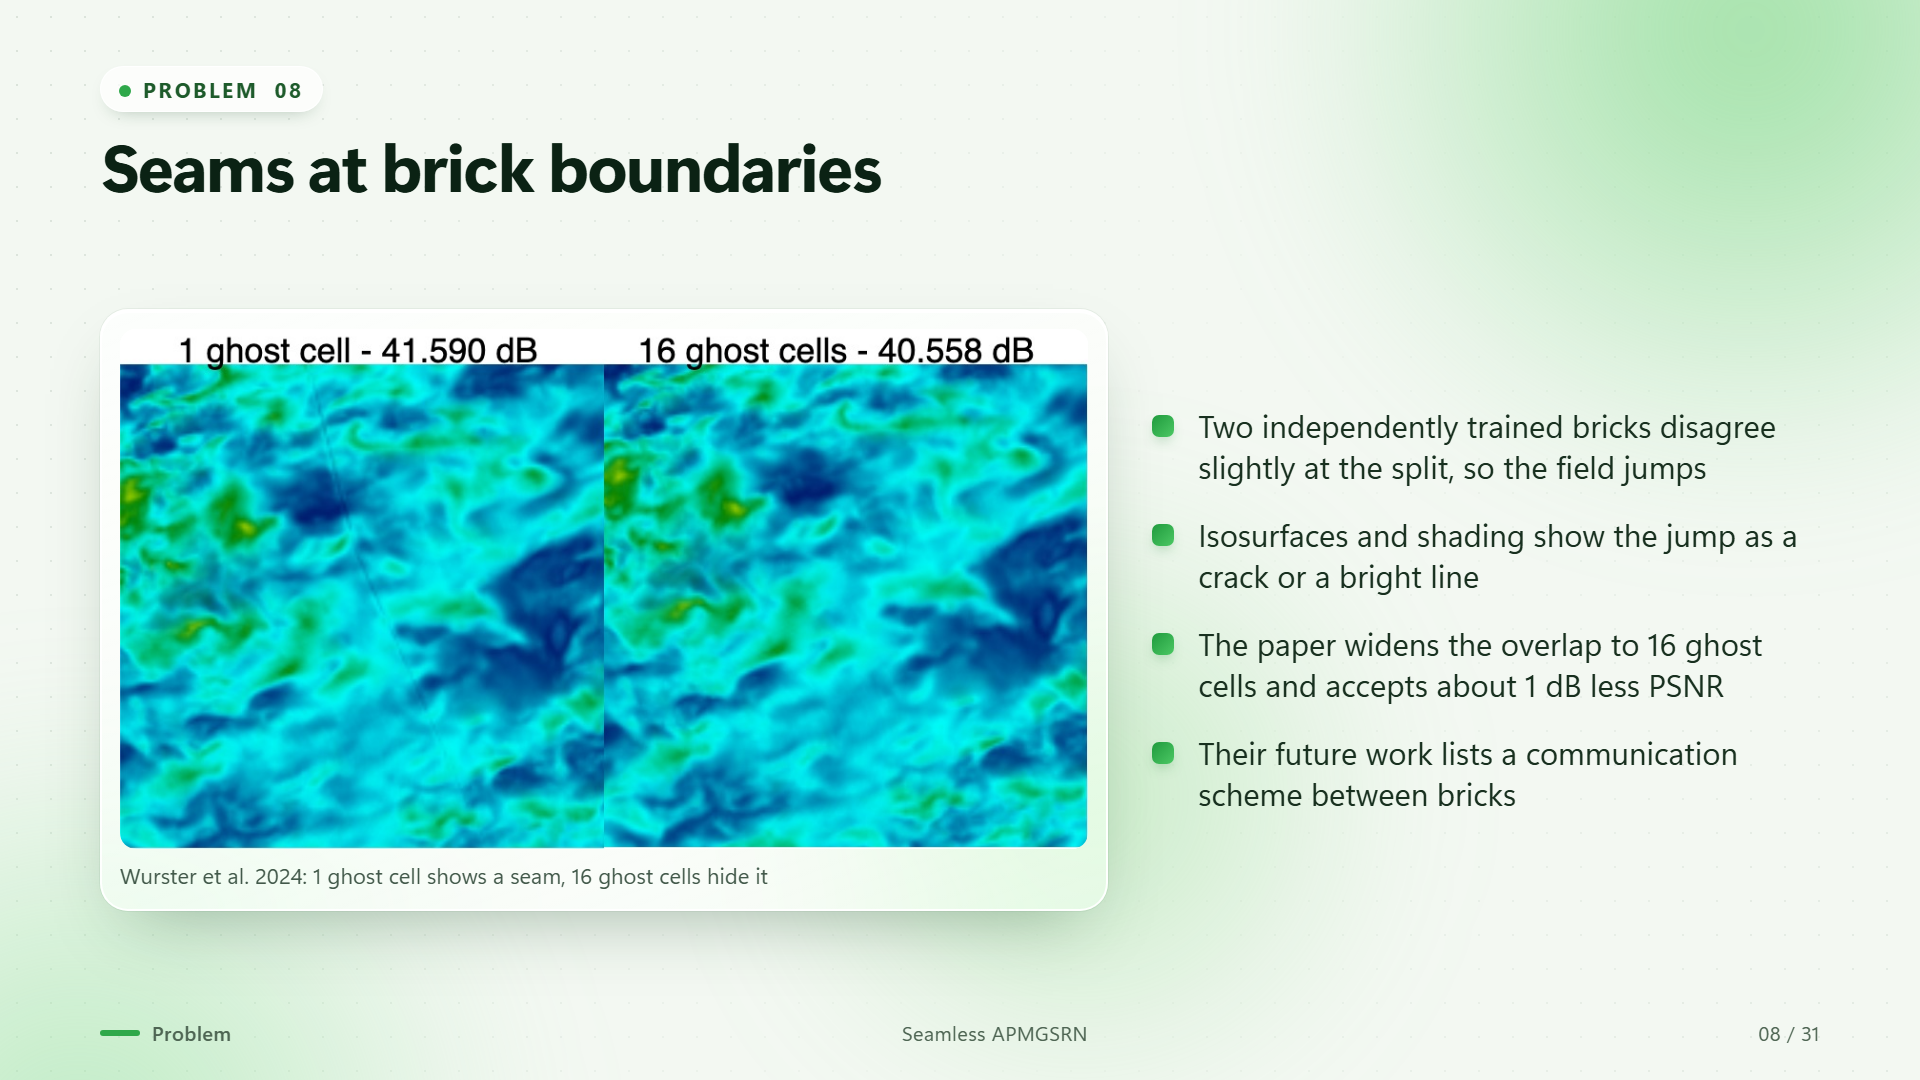 PROBLEM 08
Seams at brick boundaries
1 ghost cell - 41.590 dB
16 ghost cells - 40.558 dB
Wurster et al. 2024: 1 ghost cell shows a seam, 16 ghost cells hide it
Two independently trained bricks disagree
slightly at the split, so the field jumps
Isosurfaces and shading show the jump as a
crack or a bright line
The paper widens the overlap to 16 ghost
cells and accepts about 1 dB less PSNR
Their future work lists a communication
scheme between bricks
Problem
Seamless APMGSRN
08 / 31